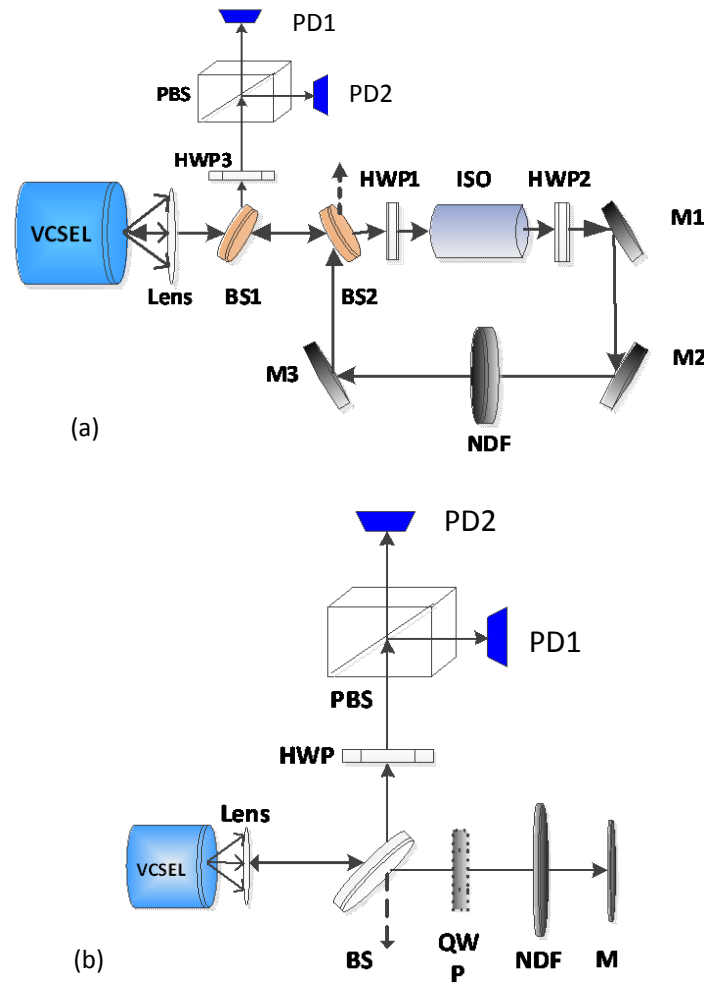 PD1
PBS
PD2
HWP3
HWP1 ISO HWP2
M1
VCSEL
Lens BS1 BS2
M3
M2
NDF
(a)
PD2
PD1
PBS
HWP
Lens
VCSEL
(b)
BS
QW
P
NDF
M